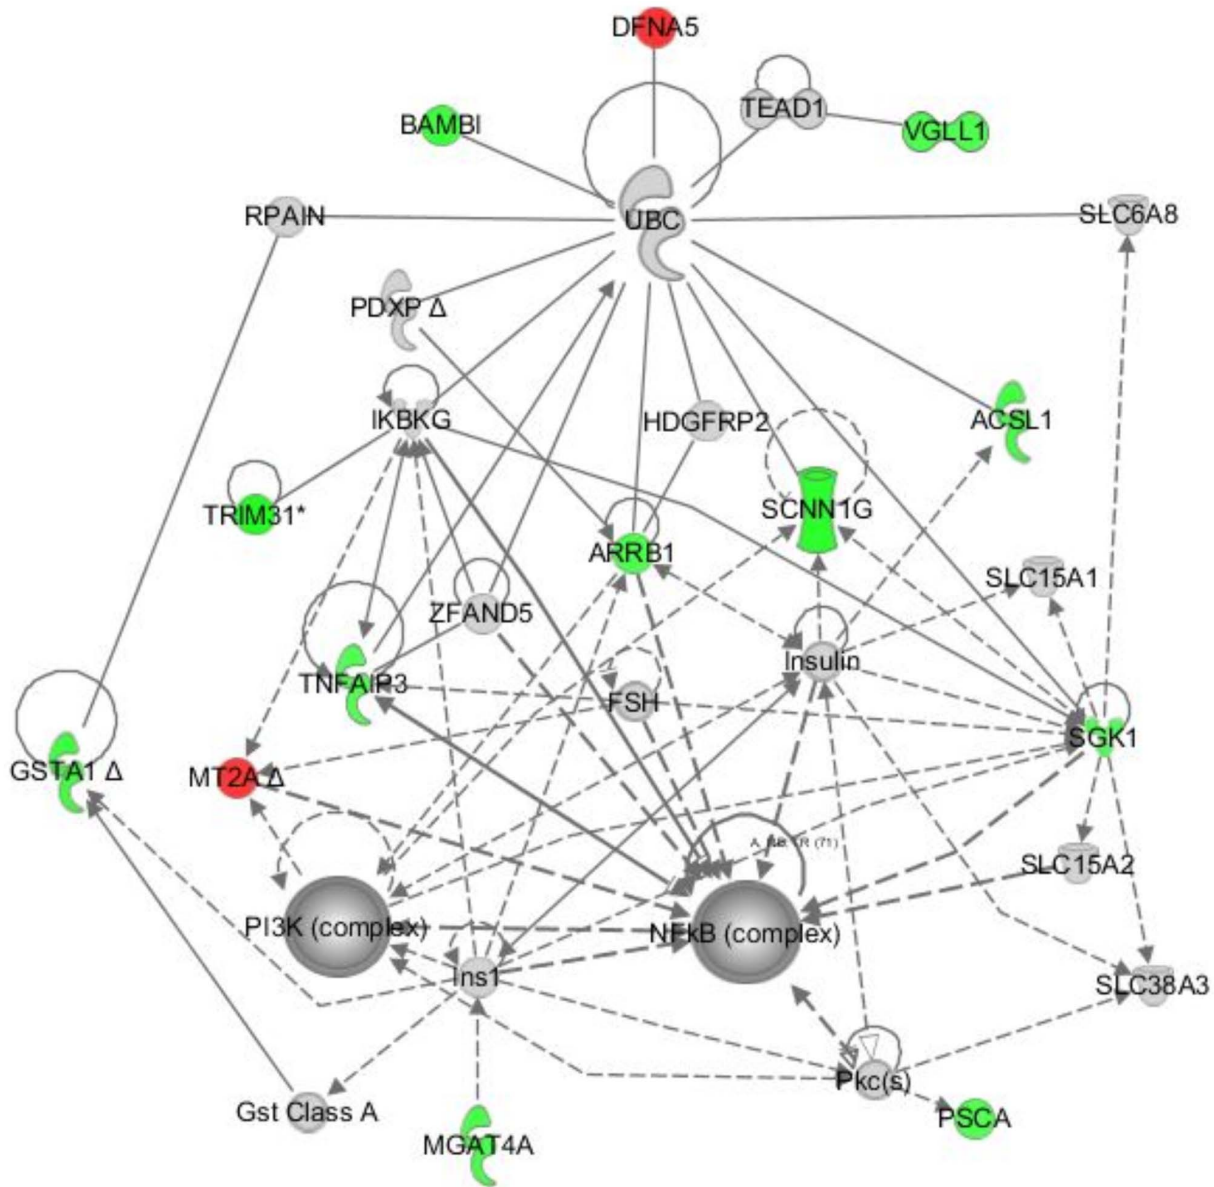 DFNA5
TEAD1
BAMBI
VGLL1
RPAIN
UBC
SLC6A8
PDXP Δ
IKBKG
HDGFRP2
ACSL1
TRIM31*
SCNN1G
ARRB1
SLC15A1
ZFAND5
Insulin
TNFAIP3
FSH
SGK1
GSTA1 Δ
MT2A Δ
SLC15A2
PI3K (complex)
NFkB (complex)
Ins1
SLC38A3
Pkc(s)
Gst Class A
PSCA
MGAT4A